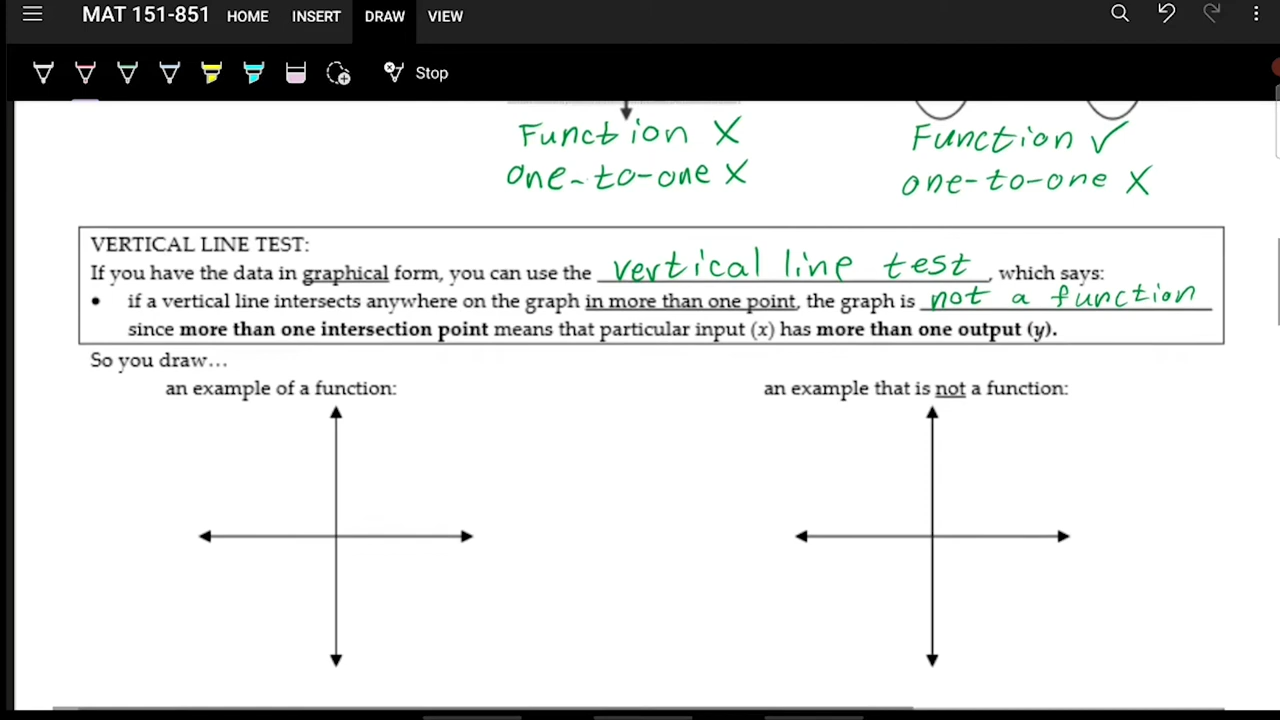 MAT 151-851 HOME INSERT DRAW VIEW
Stop
Function X Function ✓
one-to-one X one-to-one X
VERTICAL LINE TEST:
If you have the data in graphical form, you can use the vertical line test, which says:
• if a vertical line intersects anywhere on the graph in more than one point, the graph is not a function
since more than one intersection point means that particular input (x) has more than one output (y).
So you draw…
an example of a function: an example that is not a function: